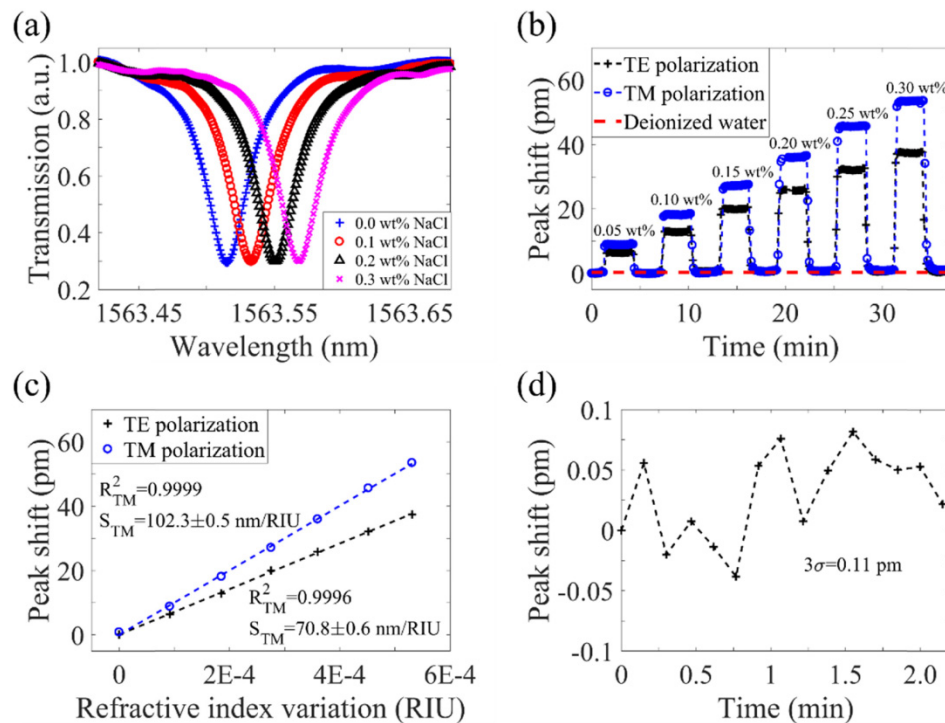 (a)
Transmission (a.u.)
1.0
0.8
0.6
0.4
0.2
+ 0.0 wt% NaCl
o 0.1 wt% NaCl
△ 0.2 wt% NaCl
× 0.3 wt% NaCl
1563.45 1563.55 1563.65
Wavelength (nm)
(b)
Peak shift (pm)
60
40
20
0
TE polarization
TM polarization
Deionized water
0.05 wt%
0.10 wt%
0.15 wt%
0.20 wt%
0.25 wt%
0.30 wt%
0 10 20 30
Time (min)
(c)
Peak shift (pm)
60
40
20
0
TE polarization
TM polarization
R²TM=0.9999
STM=102.3±0.5 nm/RIU
R²TM=0.9996
STM=70.8±0.6 nm/RIU
0 2E-4 4E-4 6E-4
Refractive index variation (RIU)
(d)
Peak shift (pm)
0.1
0.05
0
-0.05
-0.1
3σ=0.11 pm
0 0.5 1 1.5 2.0
Time (min)